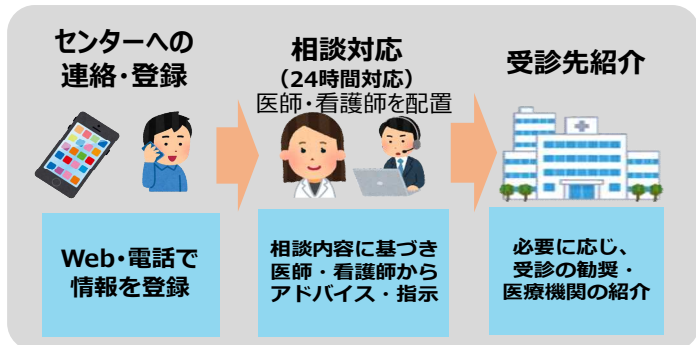 センターへの
連絡・登録
Web・電話で
情報を登録
相談対応
（24時間対応）
医師・看護師を配置
相談内容に基づき
医師・看護師から
アドバイス・指示
受診先紹介
必要に応じ、
受診の勧奨・
医療機関の紹介